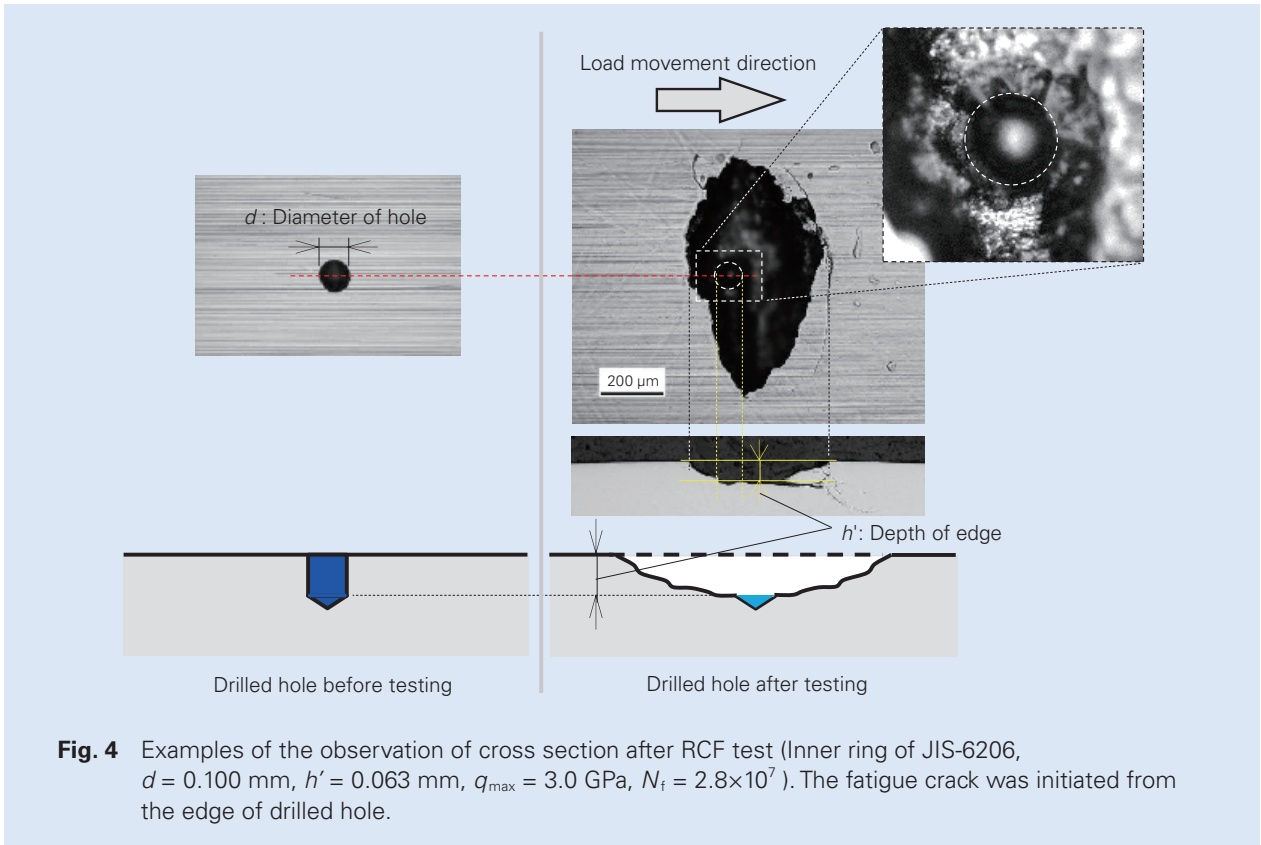 Load movement direction
d : Diameter of hole
200 µm
h': Depth of edge
Drilled hole before testing
Drilled hole after testing
Fig. 4 Examples of the observation of cross section after RCF test (Inner ring of JIS-6206,
d = 0.100 mm, h′ = 0.063 mm, qmax = 3.0 GPa, Nf = 2.8×10⁷ ). The fatigue crack was initiated from
the edge of drilled hole.